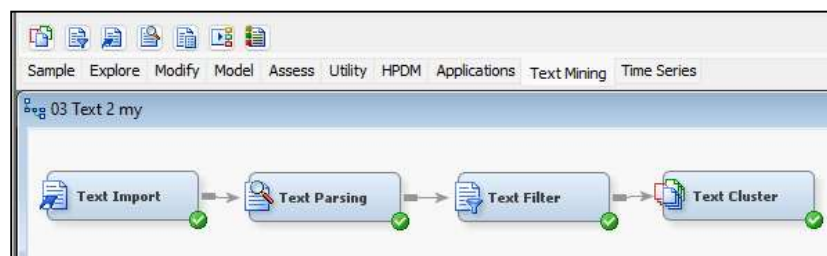 Sample Explore Modify Model Assess Utility HPDM Applications Text Mining Time Series
03 Text 2 my
Text Import Text Parsing Text Filter Text Cluster